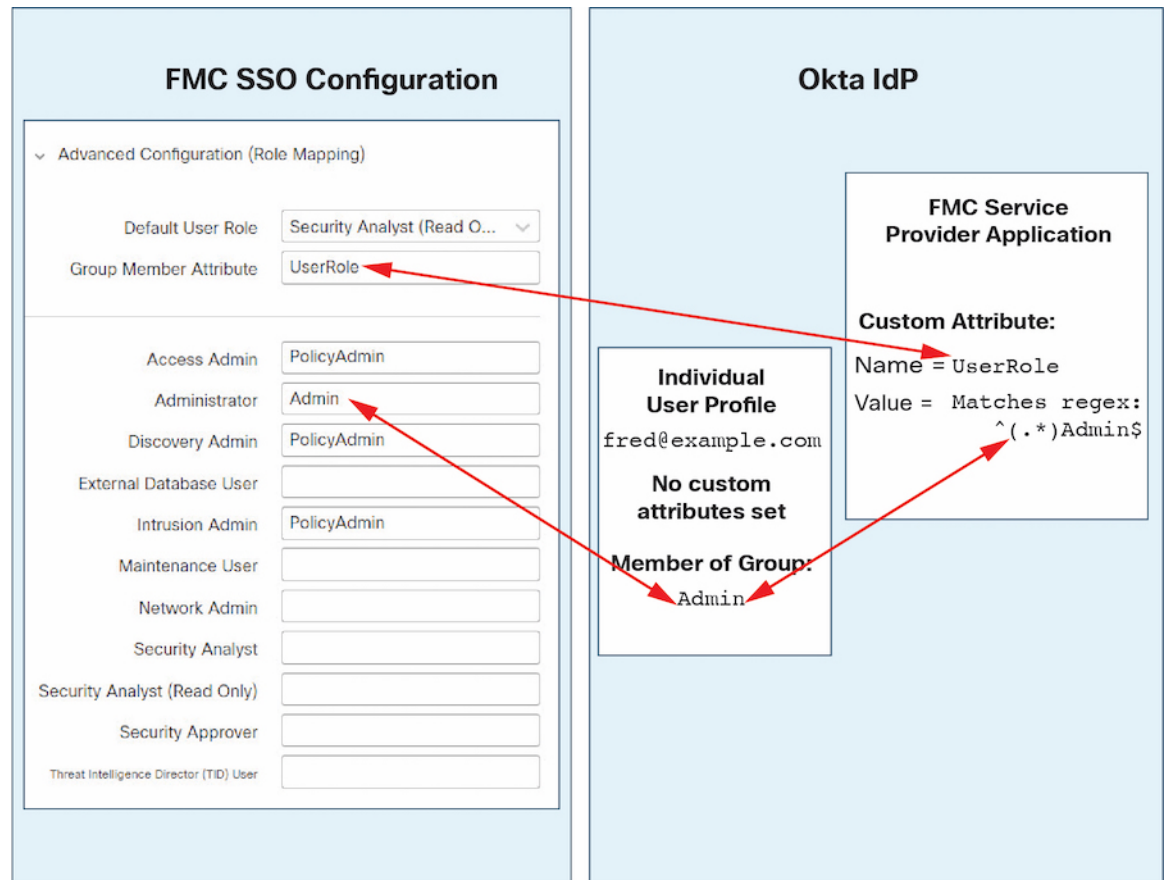 FMC SSO Configuration
Advanced Configuration (Role Mapping)
Default User Role Security Analyst (Read O...
Group Member Attribute UserRole
Access Admin PolicyAdmin
Administrator Admin
Discovery Admin PolicyAdmin
External Database User
Intrusion Admin PolicyAdmin
Maintenance User
Network Admin
Security Analyst
Security Analyst (Read Only)
Security Approver
Threat Intelligence Director (TID) User
Okta IdP
Individual
User Profile
fred@example.com
No custom
attributes set
Member of Group:
Admin
FMC Service
Provider Application
Custom Attribute:
Name = UserRole
Value = Matches regex:
^(.*)Admin$